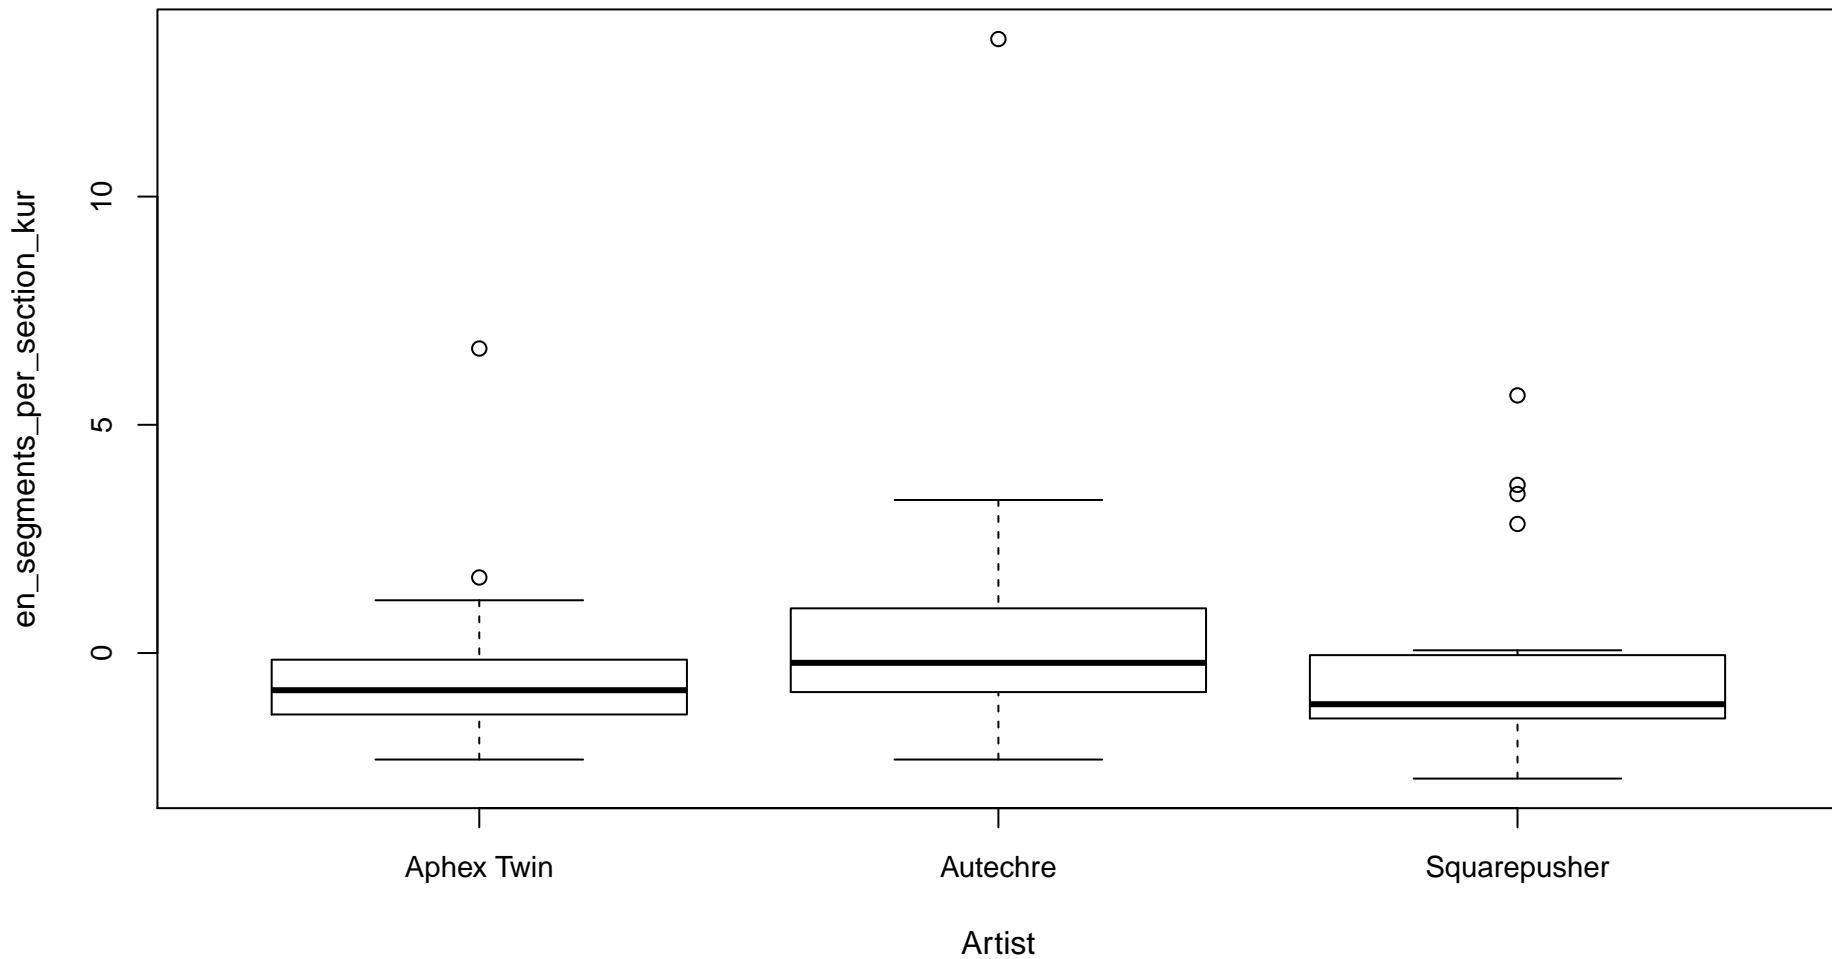 en_segments_per_section_kur
10
5
0
Aphex Twin
Autechre
Squarepusher
Artist